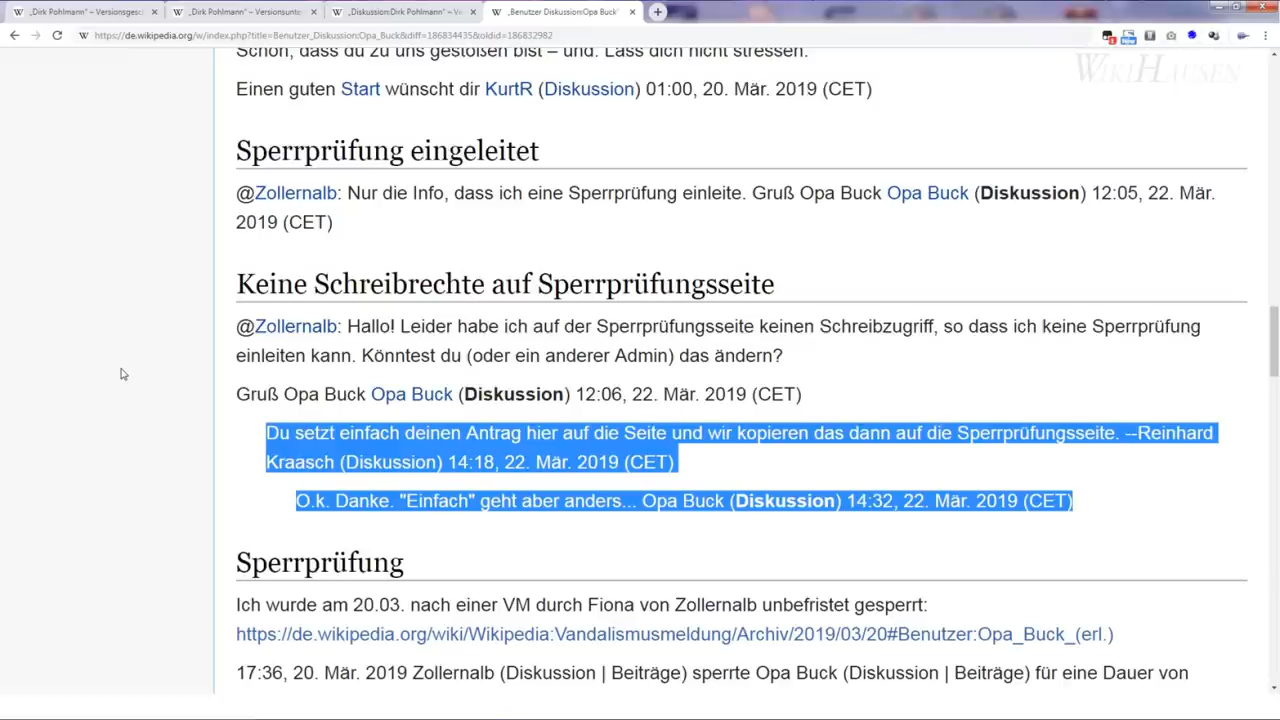 „Dirk Pohlmann" – Versionsgesc
„Dirk Pohlmann" – Versionsunte
„Diskussion:Dirk Pohlmann" – Ve
„Benutzer Diskussion:Opa Buck"
https://de.wikipedia.org/w/index.php?title=Benutzer_Diskussion:Opa_Buck&diff=186834435&oldid=186832982
WIKIHAUSEN
Schön, dass du zu uns gestoßen bist – und: Lass dich nicht stressen.
Einen guten Start wünscht dir KurtR (Diskussion) 01:00, 20. Mär. 2019 (CET)
Sperrprüfung eingeleitet
@Zollernalb: Nur die Info, dass ich eine Sperrprüfung einleite. Gruß Opa Buck Opa Buck (Diskussion) 12:05, 22. Mär.
2019 (CET)
Keine Schreibrechte auf Sperrprüfungsseite
@Zollernalb: Hallo! Leider habe ich auf der Sperrprüfungsseite keinen Schreibzugriff, so dass ich keine Sperrprüfung
einleiten kann. Könntest du (oder ein anderer Admin) das ändern?
Gruß Opa Buck Opa Buck (Diskussion) 12:06, 22. Mär. 2019 (CET)
Du setzt einfach deinen Antrag hier auf die Seite und wir kopieren das dann auf die Sperrprüfungsseite. --Reinhard
Kraasch (Diskussion) 14:18, 22. Mär. 2019 (CET)
O.k. Danke. "Einfach" geht aber anders... Opa Buck (Diskussion) 14:32, 22. Mär. 2019 (CET)
Sperrprüfung
Ich wurde am 20.03. nach einer VM durch Fiona von Zollernalb unbefristet gesperrt:
https://de.wikipedia.org/wiki/Wikipedia:Vandalismusmeldung/Archiv/2019/03/20#Benutzer:Opa_Buck_(erl.)
17:36, 20. Mär. 2019 Zollernalb (Diskussion | Beiträge) sperrte Opa Buck (Diskussion | Beiträge) für eine Dauer von